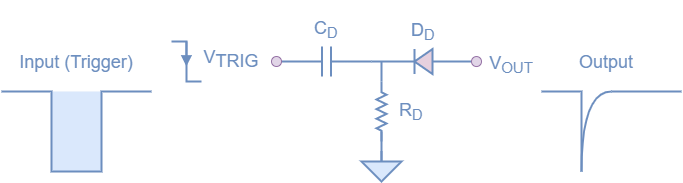 Input (Trigger)
VTRIG
CD
DD
RD
VOUT
Output